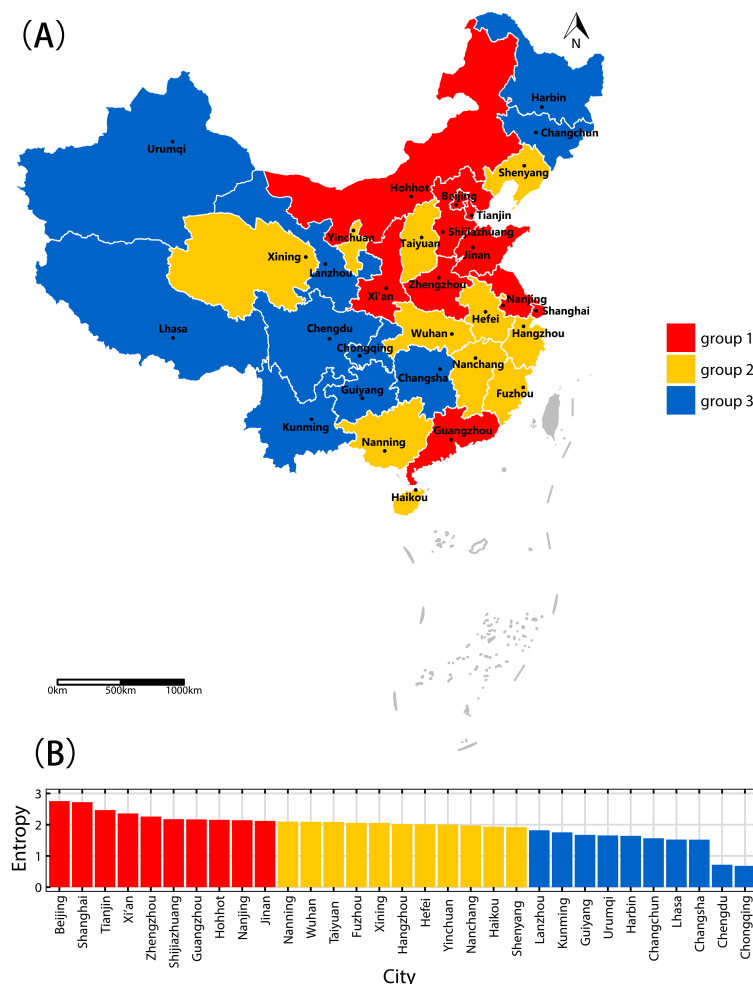 (A)
N
Harbin
Changchun
Urumqi
Shenyang
Hohhot
Beijing
Tianjin
Shijiazhuang
Yinchuan
Taiyuan
Jinan
Xining
Lanzhou
Zhengzhou
Xi'an
Nanjing
Shanghai
Hefei
Hangzhou
Lhasa
Chengdu
Wuhan
Chongqing
Nanchang
Changsha
Guiyang
Fuzhou
Kunming
Guangzhou
Nanning
Haikou
group 1
group 2
group 3
0km 500km 1000km
(B)
Entropy
3
2
1
0
Beijing Shanghai Tianjin Xi'an Zhengzhou Shijiazhuang Guangzhou Hohhot Nanjing Jinan Nanning Wuhan Taiyuan Fuzhou Xining Hangzhou Hefei Yinchuan Nanchang Haikou Shenyang Lanzhou Kunming Guiyang Urumqi Harbin Changchun Lhasa Changsha Chengdu Chongqing
City